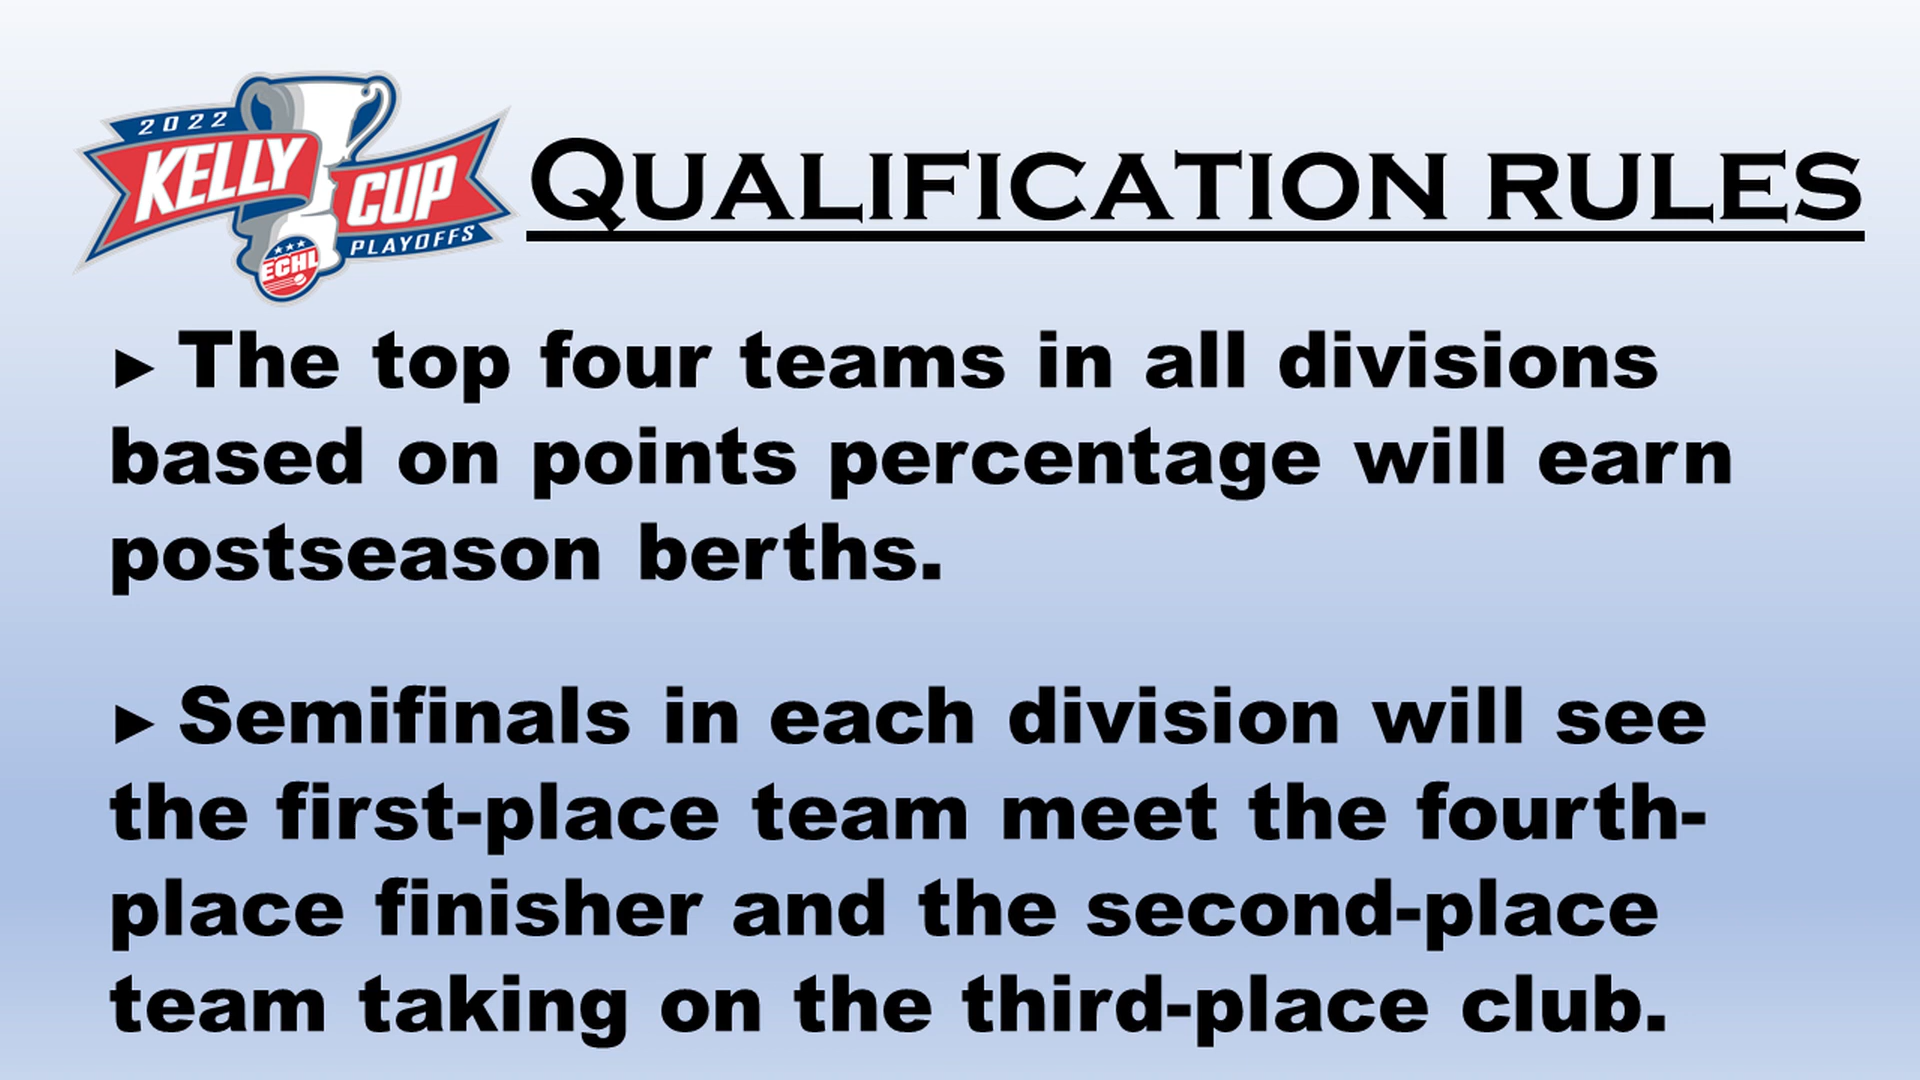 2022
KELLY CUP
PLAYOFFS
ECHL
QUALIFICATION RULES
► The top four teams in all divisions
based on points percentage will earn
postseason berths.
► Semifinals in each division will see
the first-place team meet the fourth-
place finisher and the second-place
team taking on the third-place club.